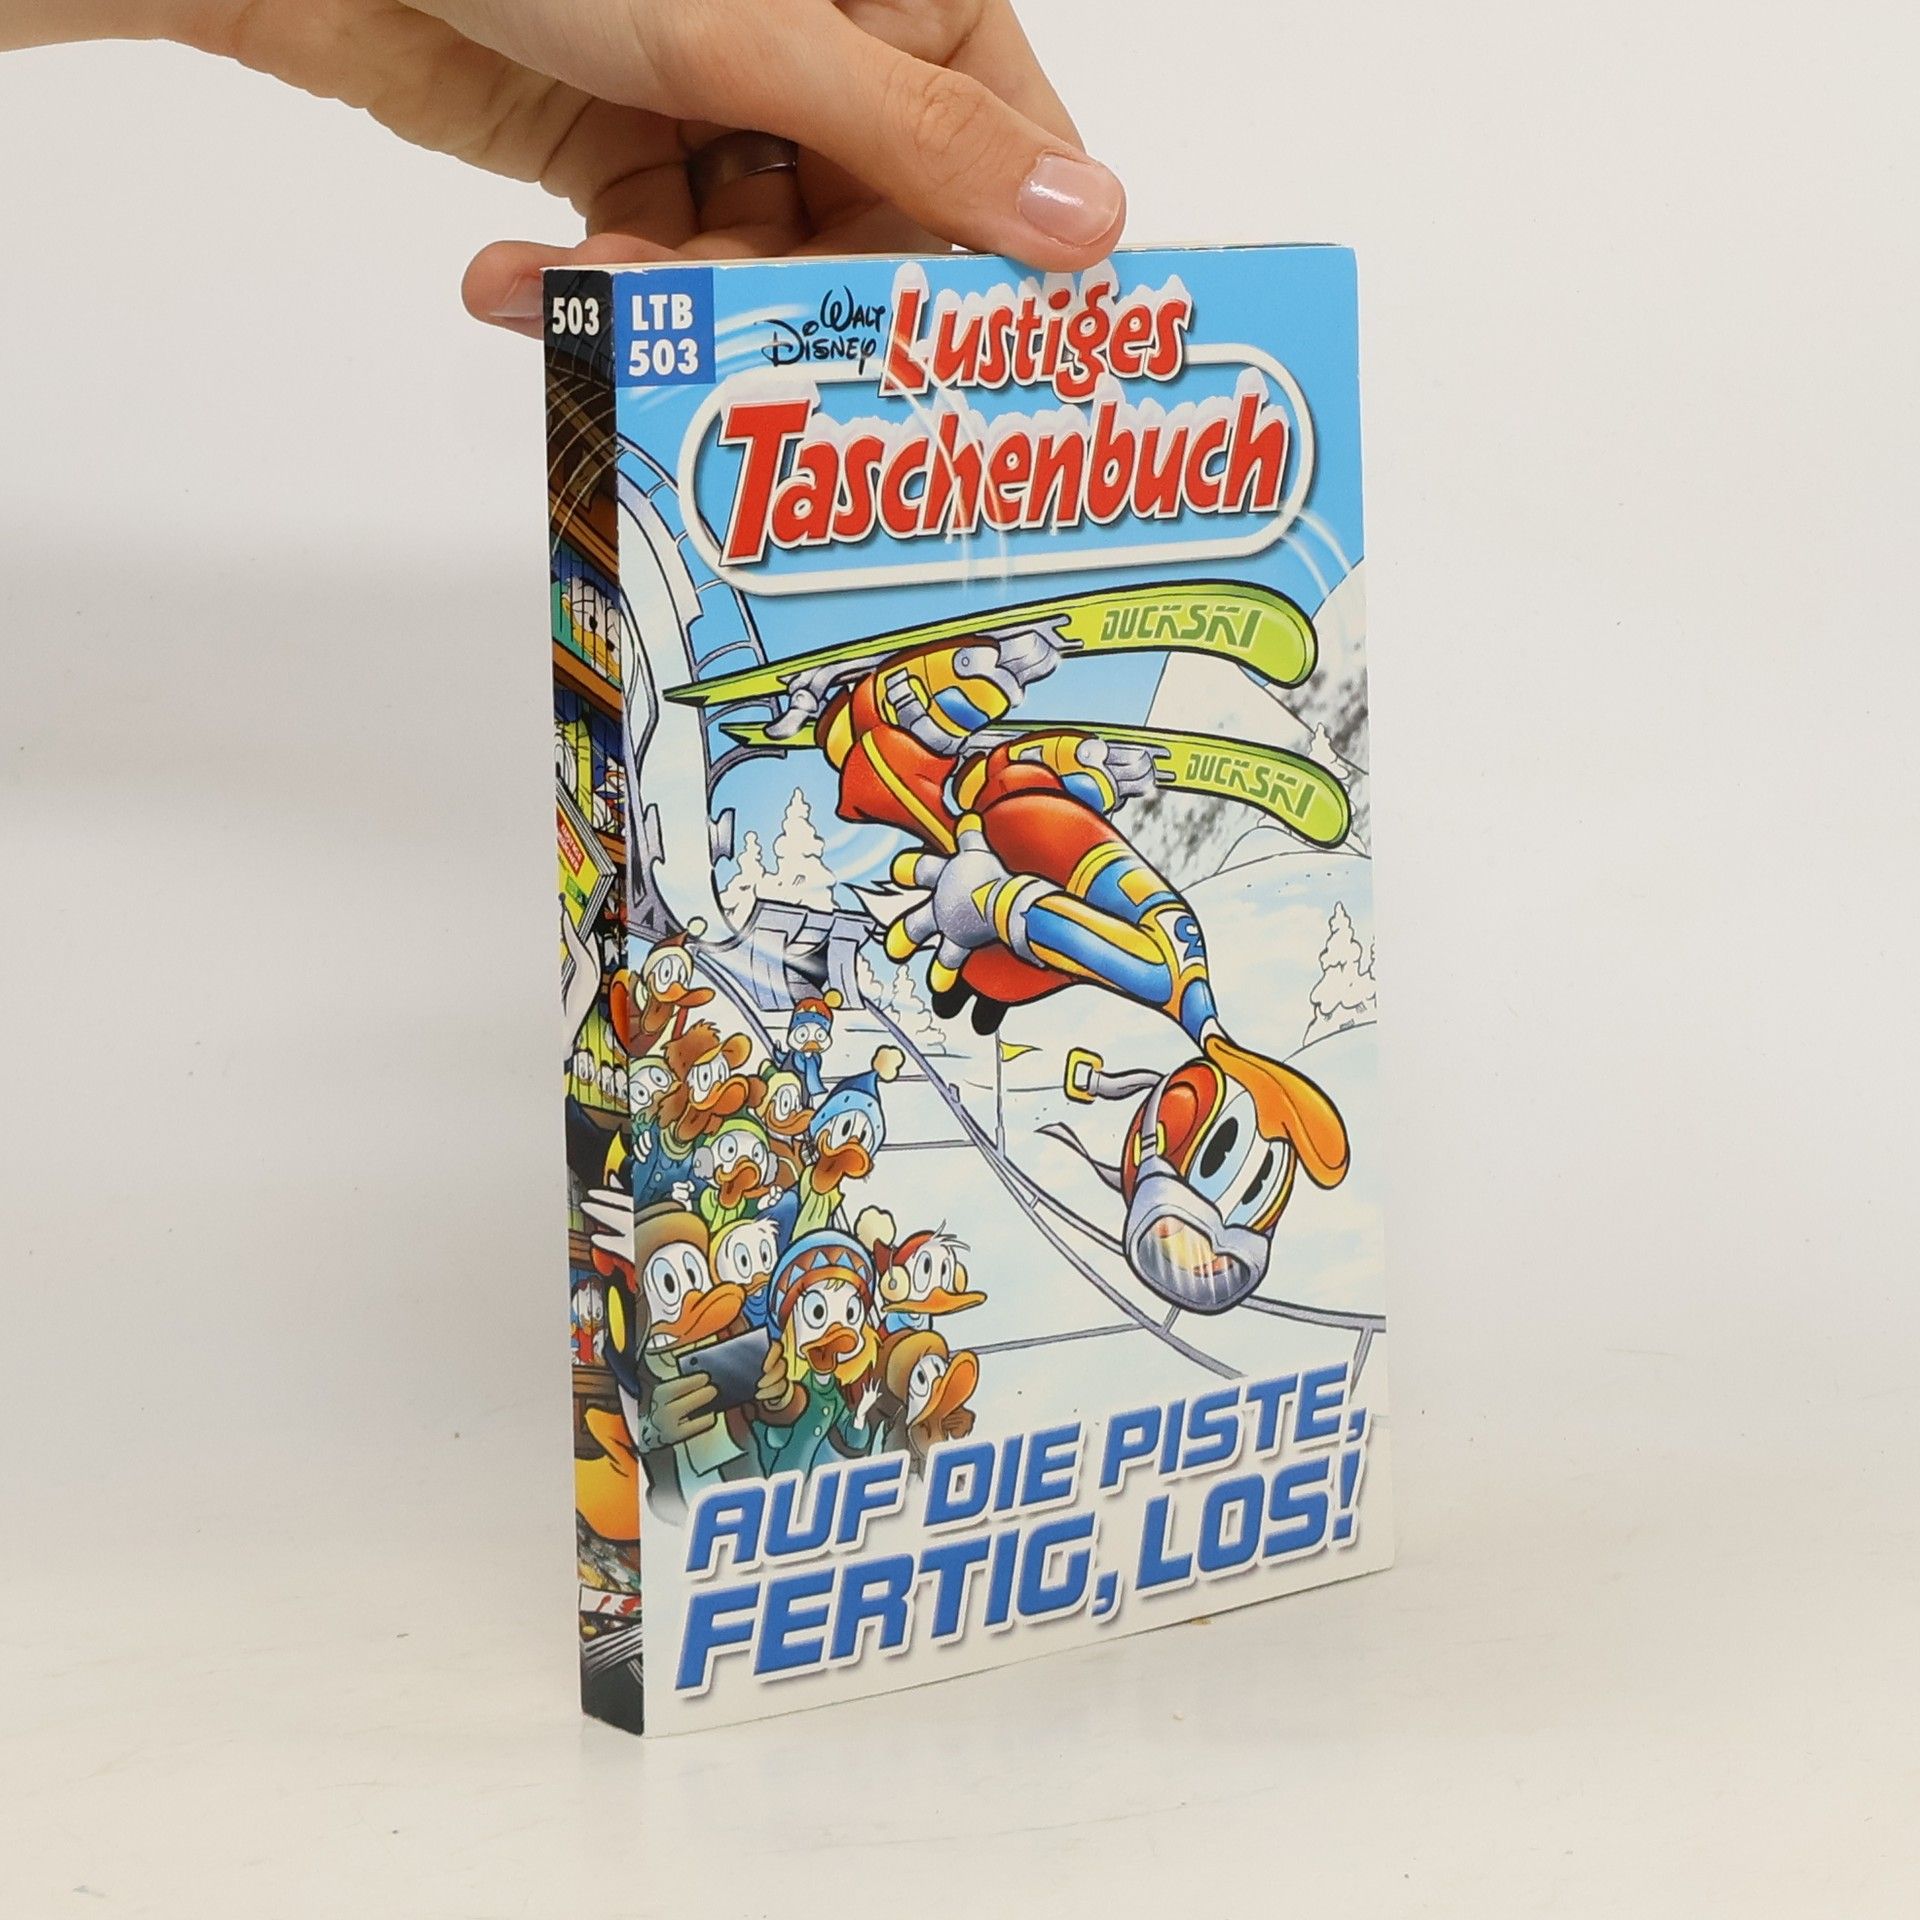 503
LTB
503
Walt
Disney
Lustiges
Taschenbuch
DUCKSKI
DUCKSKI
AUF DIE PISTE,
FERTIG, LOS!